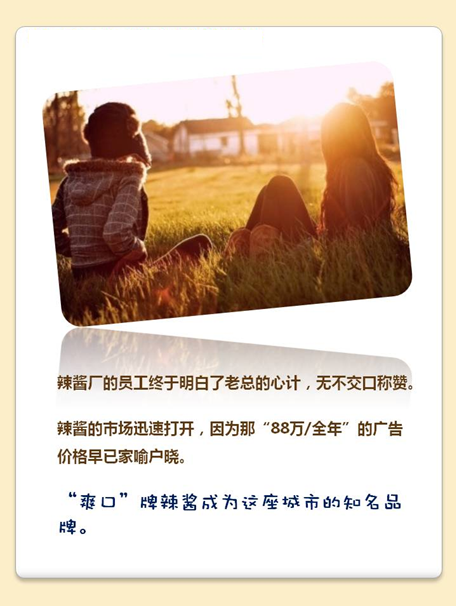 辣酱厂的员工终于明白了老总的心计，无不交口称赞。
辣酱的市场迅速打开，因为那“88万/全年”的广告
价格早已家喻户晓。
“爽口”牌辣酱成为这座城市的知名品
牌。